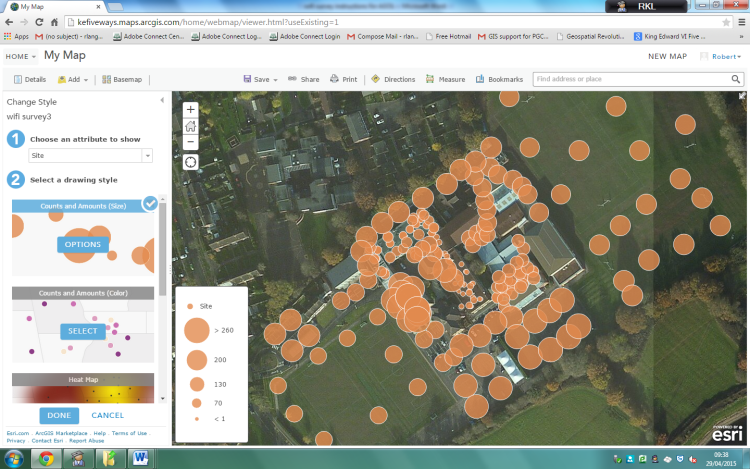 RKL
My Map
kefiveways.maps.arcgis.com/home/webmap/viewer.html?useExisting=1
Apps (no subject) - rlang... Adobe Connect Cen... Adobe Connect Log... Adobe Connect Login Compose Mail - rlan... Free Hotmail GIS support for PGC... Geospatial Revoluti... King Edward VI Five ...
HOME My Map NEW MAP Robert
Details Add Basemap Save Share Print Directions Measure Bookmarks Find address or place
Change Style
wifi survey3
1 Choose an attribute to show
Site
2 Select a drawing style
Counts and Amounts (Size)
OPTIONS
Counts and Amounts (Color)
SELECT
Heat Map
DONE CANCEL
Esri.com . ArcGIS Marketplace . Help . Terms of Use .
Privacy . Contact Esri . Report Abuse
Site
> 260
200
130
70
< 1
POWERED BY
esri
W
09:38
29/04/2015